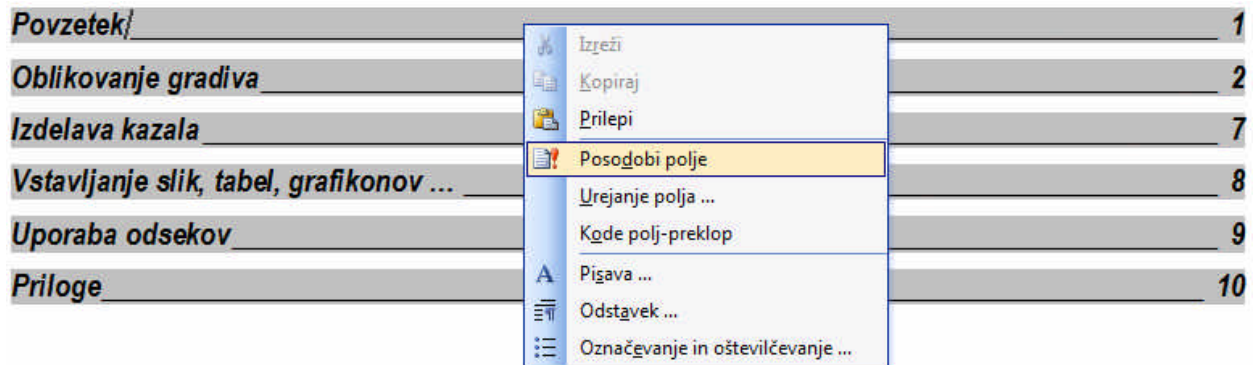 Povzetek 1
Oblikovanje gradiva 2
Izdelava kazala 7
Vstavljanje slik, tabel, grafikonov ... 8
Uporaba odsekov 9
Priloge 10
Izreži
Kopiraj
Prilepi
Posodobi polje
Urejanje polja ...
Kode polj-preklop
Pisava ...
Odstavek ...
Označevanje in oštevilčevanje ...